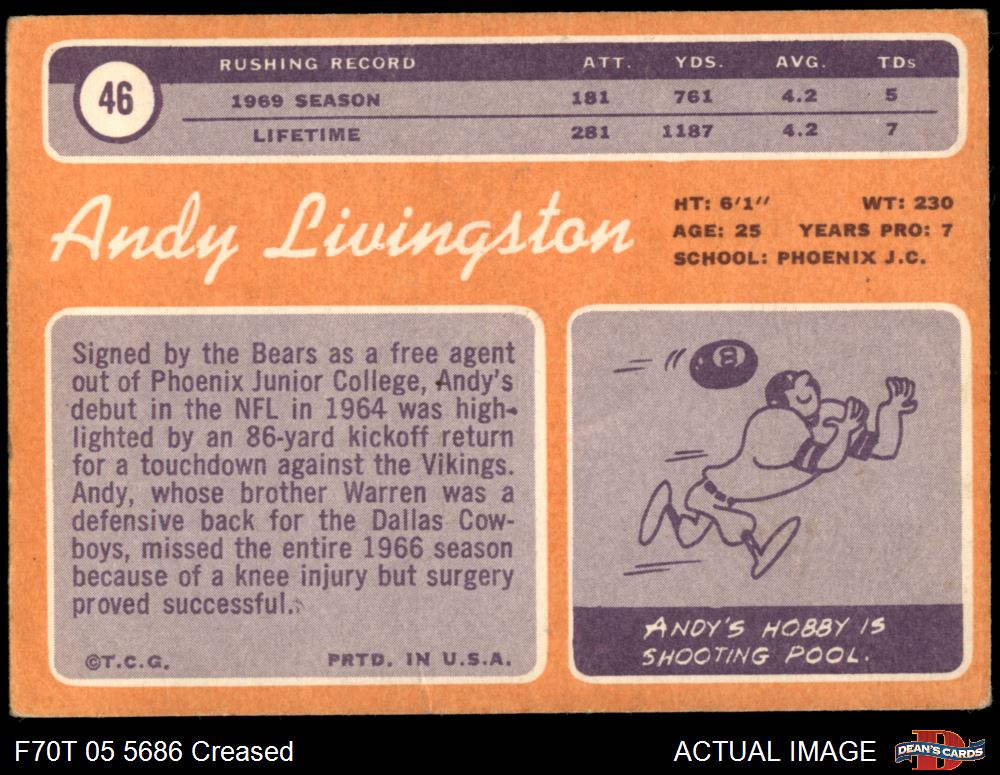 46
RUSHING RECORD ATT. YDS. AVG. TDs
1969 SEASON 181 761 4.2 5
LIFETIME 281 1187 4.2 7
Andy Livingston
HT: 6'1" WT: 230
AGE: 25 YEARS PRO: 7
SCHOOL: PHOENIX J.C.
Signed by the Bears as a free agent
out of Phoenix Junior College, Andy's
debut in the NFL in 1964 was high-
lighted by an 86-yard kickoff return
for a touchdown against the Vikings.
Andy, whose brother Warren was a
defensive back for the Dallas Cow-
boys, missed the entire 1966 season
because of a knee injury but surgery
proved successful.
©T.C.G. PRTD. IN U.S.A.
8
ANDY'S HOBBY IS
SHOOTING POOL.
F70T 05 5686 Creased
ACTUAL IMAGE
D
DEAN'S CARDS